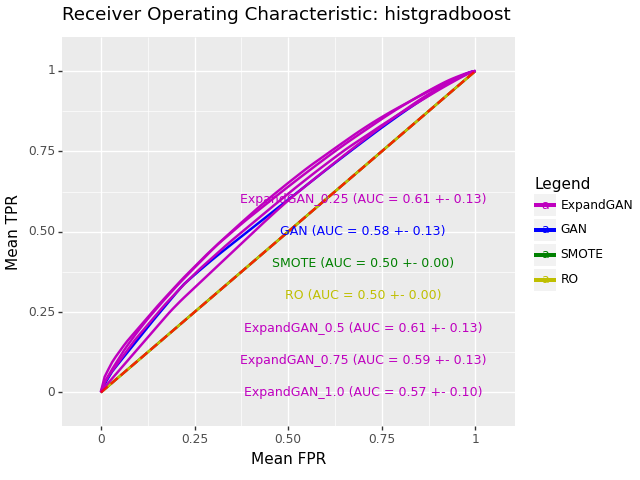 Receiver Operating Characteristic: histgradboost
1
0.75
0.50
0.25
0
Mean TPR
ExpandGAN_0.25 (AUC = 0.61 +- 0.13)
GAN (AUC = 0.58 +- 0.13)
SMOTE (AUC = 0.50 +- 0.00)
RO (AUC = 0.50 +- 0.00)
ExpandGAN_0.5 (AUC = 0.61 +- 0.13)
ExpandGAN_0.75 (AUC = 0.59 +- 0.13)
ExpandGAN_1.0 (AUC = 0.57 +- 0.10)
0 0.25 0.50 0.75 1
Mean FPR
Legend
a ExpandGAN
a GAN
a SMOTE
a RO